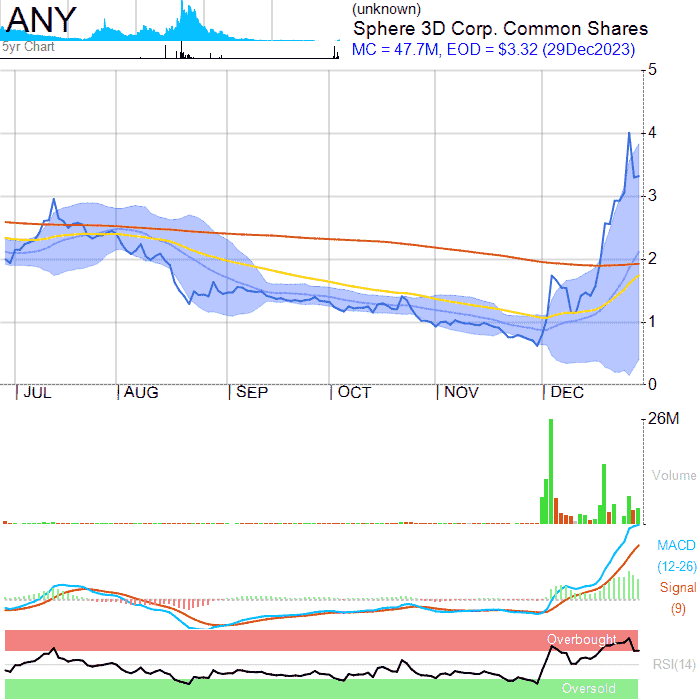 ANY
5yr Chart
(unknown)
Sphere 3D Corp. Common Shares
MC = 47.7M, EOD = $3.32 (29Dec2023)
5
4
3
2
1
0
JUL
AUG
SEP
OCT
NOV
DEC
26M
Volume
MACD
(12-26)
Signal
(9)
Overbought
RSI(14)
Oversold